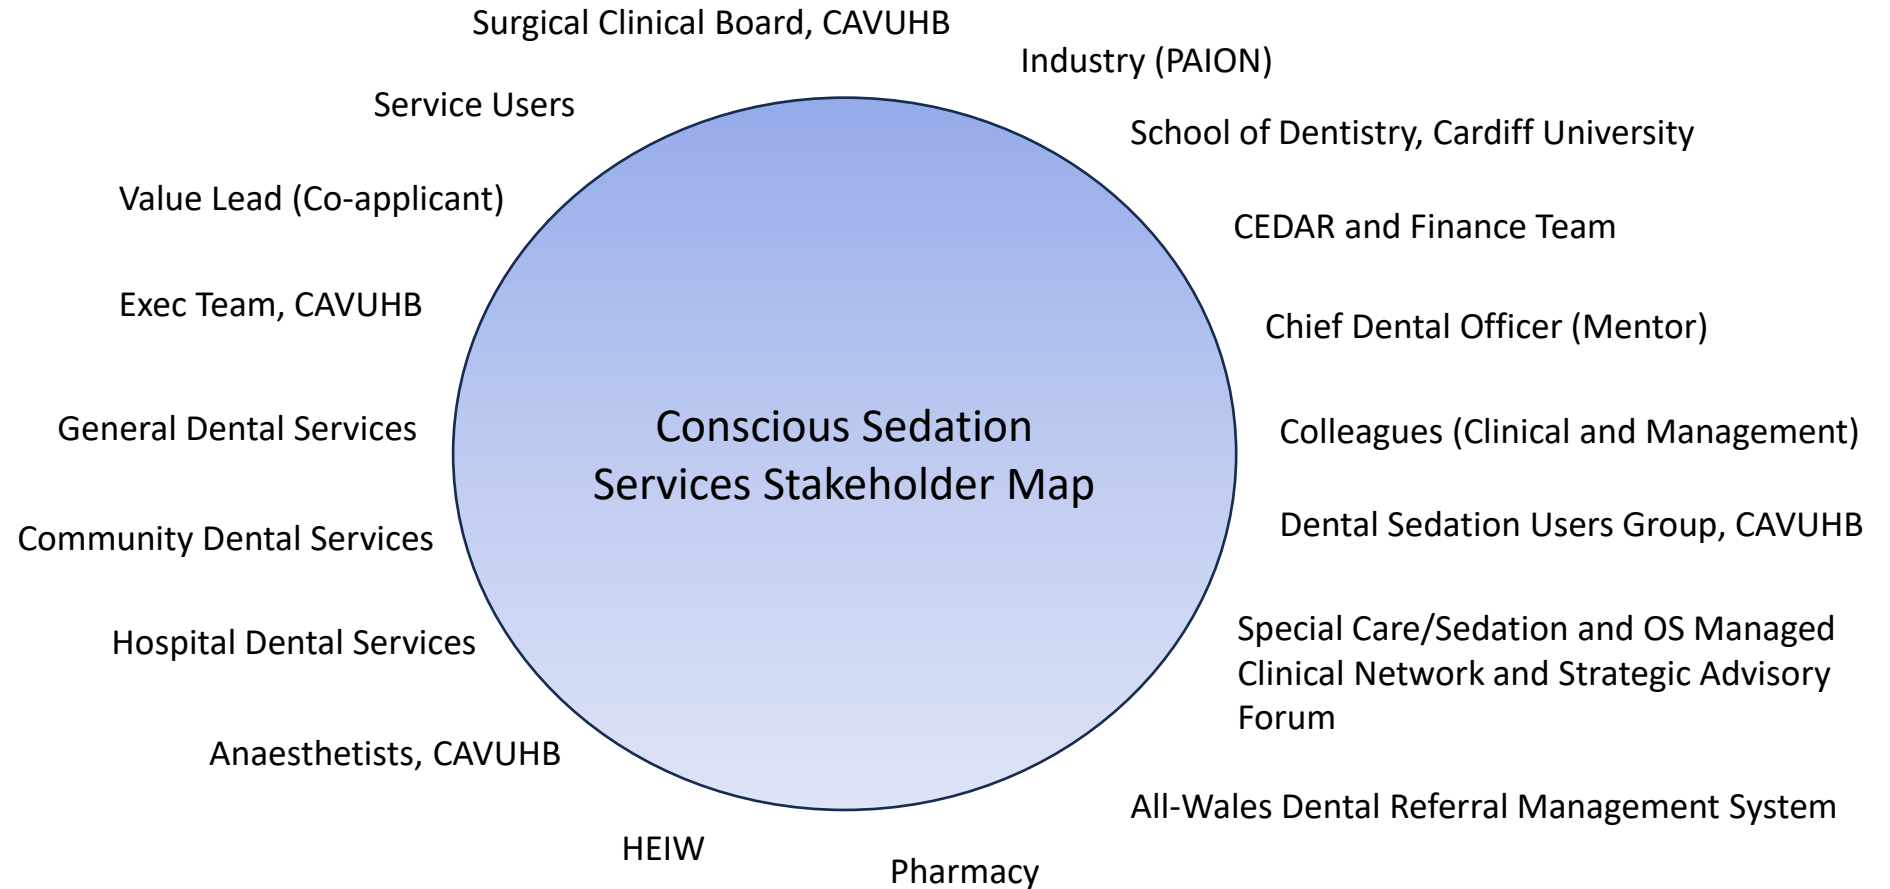 Surgical Clinical Board, CAVUHB
Industry (PAION)
Service Users
School of Dentistry, Cardiff University
Value Lead (Co-applicant)
CEDAR and Finance Team
Exec Team, CAVUHB
Chief Dental Officer (Mentor)
General Dental Services
Conscious Sedation
Services Stakeholder Map
Colleagues (Clinical and Management)
Community Dental Services
Dental Sedation Users Group, CAVUHB
Hospital Dental Services
Special Care/Sedation and OS Managed
Clinical Network and Strategic Advisory
Forum
Anaesthetists, CAVUHB
All-Wales Dental Referral Management System
HEIW
Pharmacy